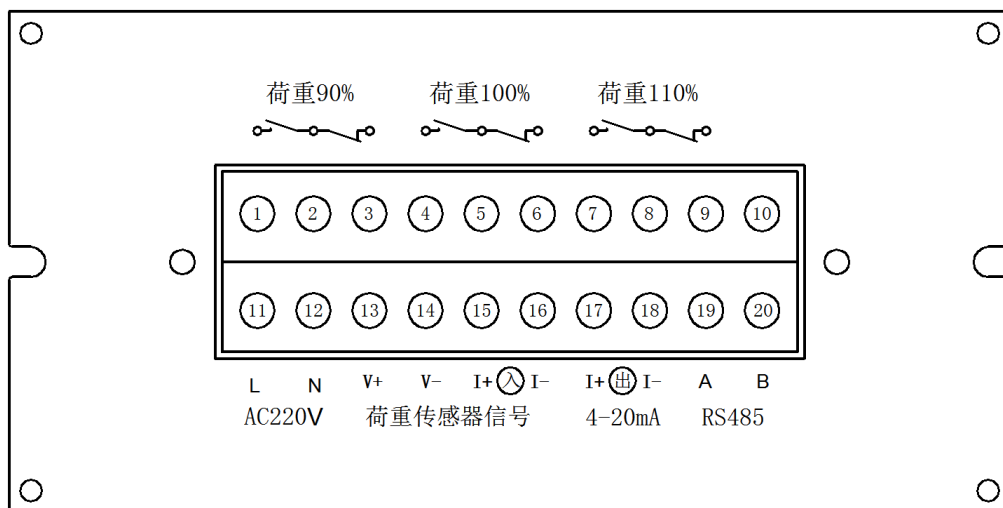 荷重90% 荷重100% 荷重110%
1 2 3 4 5 6 7 8 9 10
11 12 13 14 15 16 17 18 19 20
L N V+ V- I+ 入 I- I+ 出 I- A B
AC220V 荷重传感器信号 4-20mA RS485